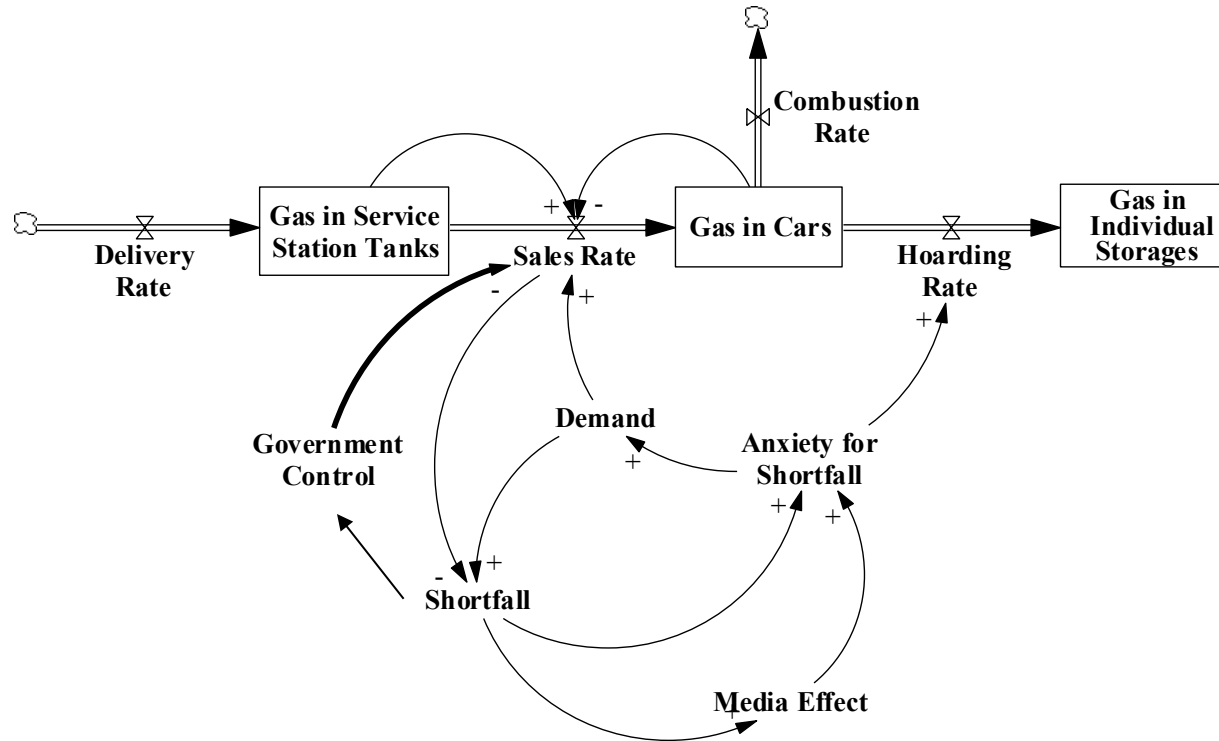 Combustion
Rate
Gas in Service
Station Tanks
+
-
Gas in Cars
Gas in
Individual
Storages
Delivery
Rate
Sales Rate
Hoarding
Rate
-
+
+
Demand
Government
Control
Anxiety for
Shortfall
+
+
+
+
-
Shortfall
Media Effect
+